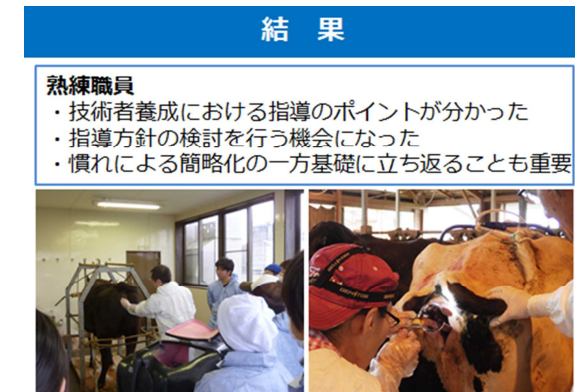 結 果
熟練職員
・技術者養成における指導のポイントが分かった
・指導方針の検討を行う機会になった
・慣れによる簡略化の一方基礎に立ち返ることも重要